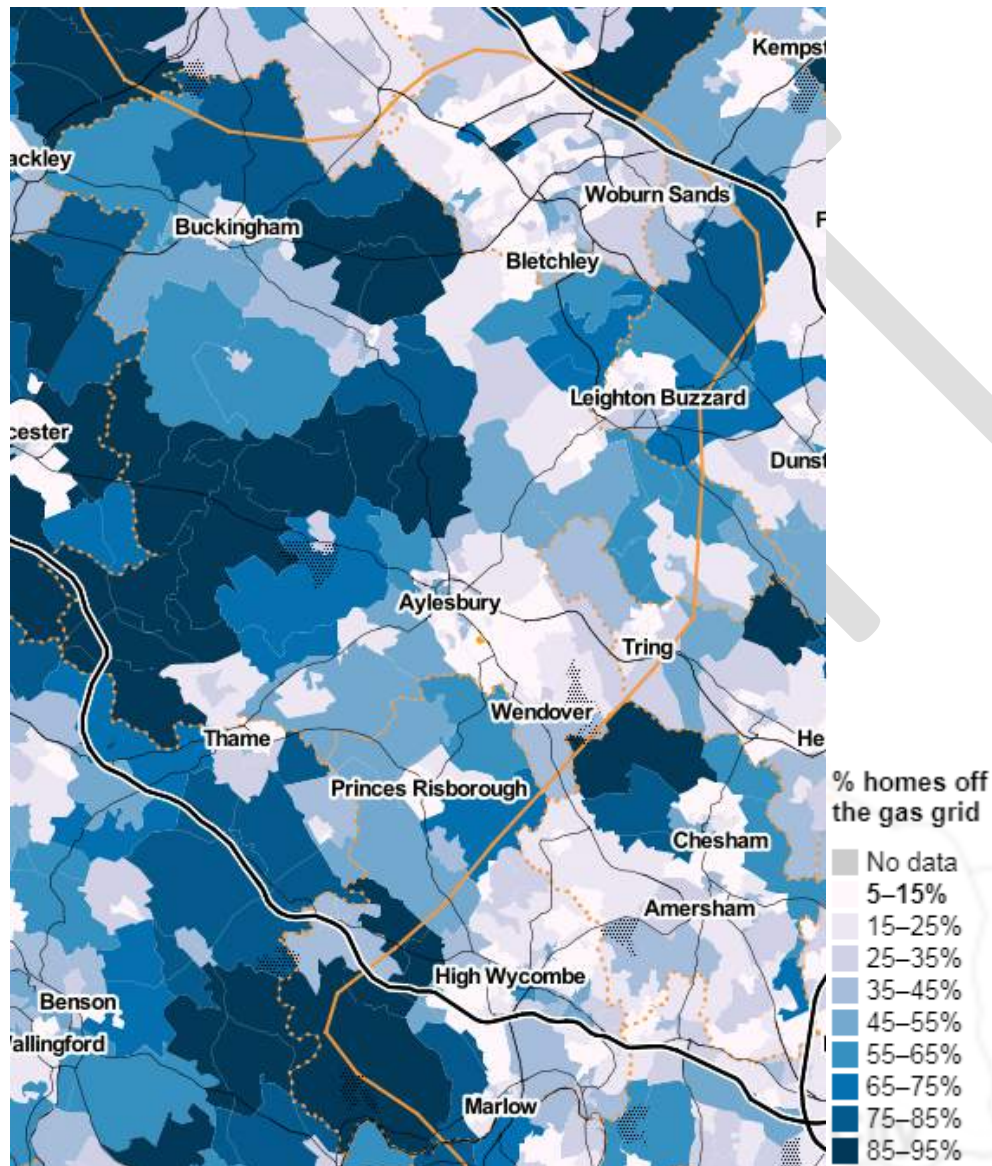 Kempst
ackley
Woburn Sands
Buckingham
F
Bletchley
Leighton Buzzard
cester
Dunst
Aylesbury
Tring
Wendover
Thame
He
% homes off
the gas grid
Princes Risborough
Chesham
No data
5–15%
Amersham
15–25%
25–35%
High Wycombe
35–45%
Benson
45–55%
allingford
55–65%
65–75%
Marlow
75–85%
85–95%